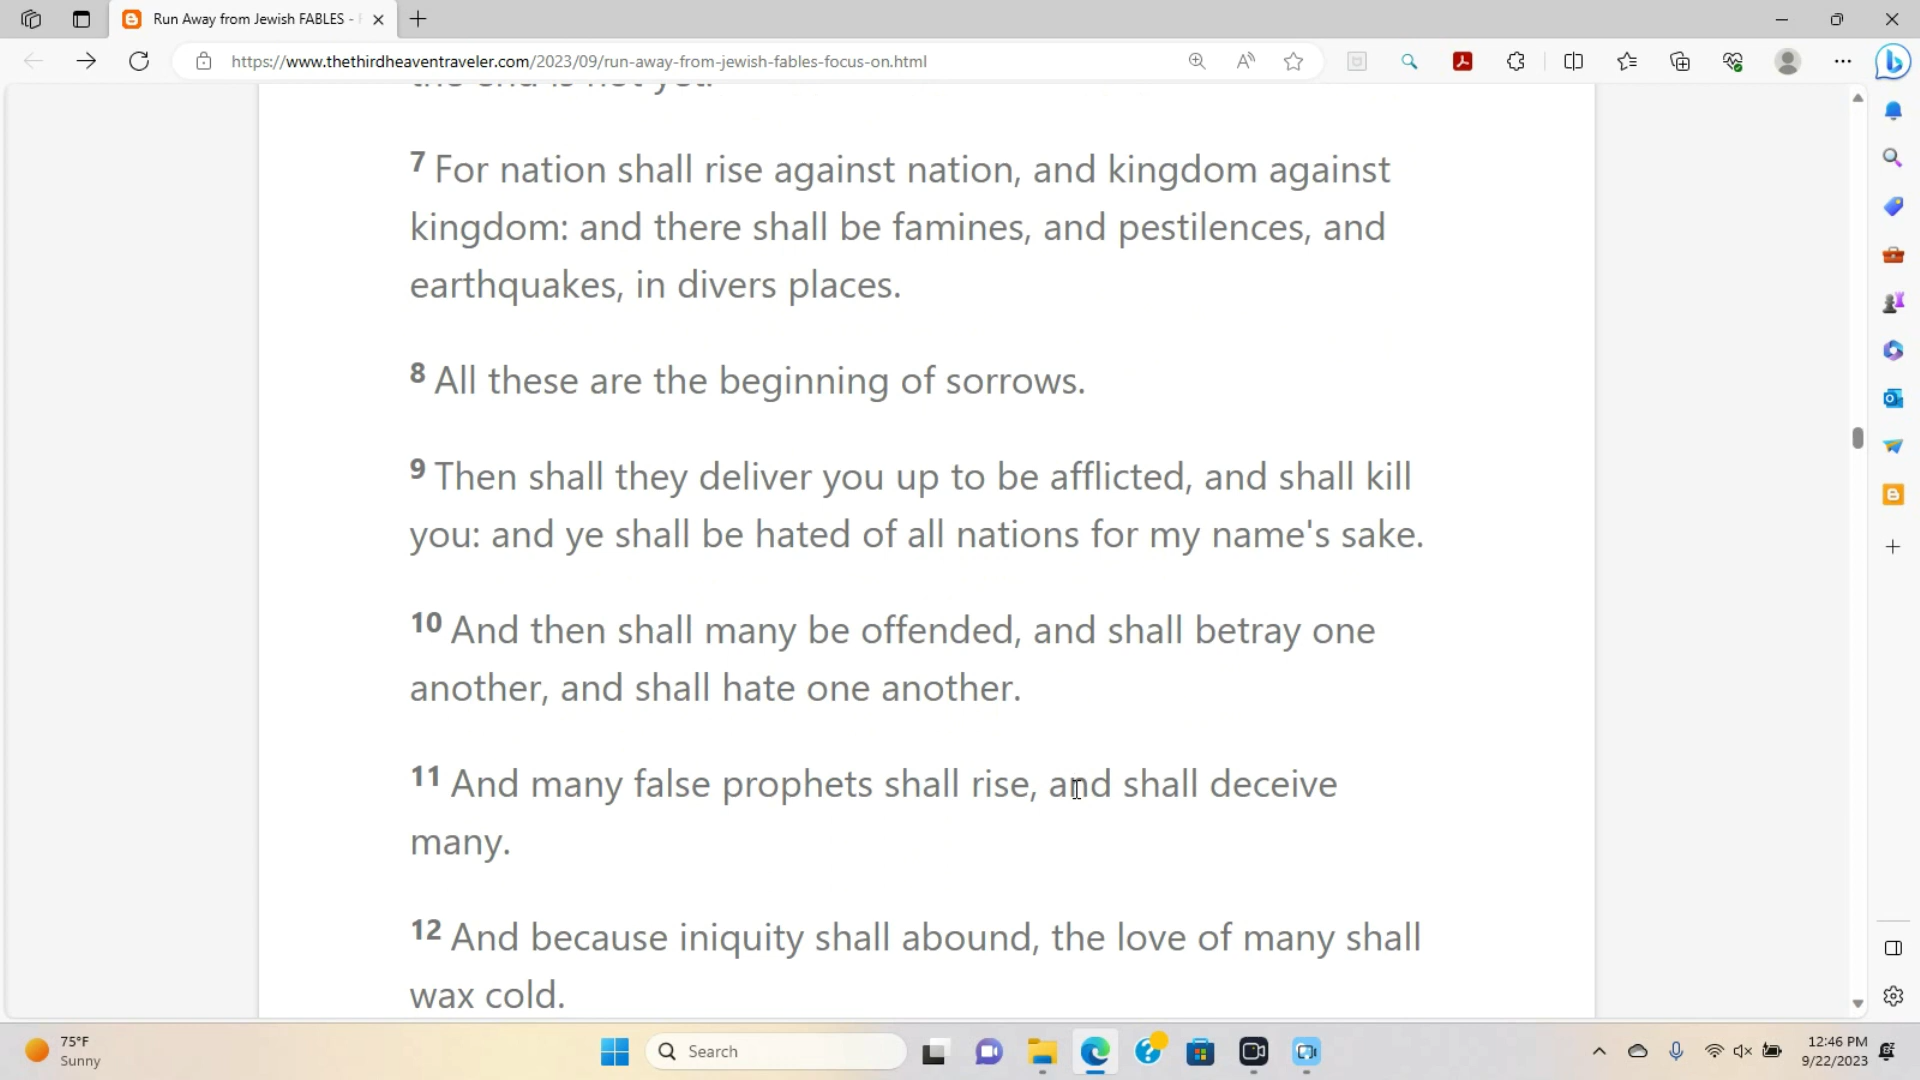 Run Away from Jewish FABLES -
https://www.thethirdheaventraveler.com/2023/09/run-away-from-jewish-fables-focus-on.html
the end is not yet.
7 For nation shall rise against nation, and kingdom against
kingdom: and there shall be famines, and pestilences, and
earthquakes, in divers places.
8 All these are the beginning of sorrows.
9 Then shall they deliver you up to be afflicted, and shall kill
you: and ye shall be hated of all nations for my name's sake.
10 And then shall many be offended, and shall betray one
another, and shall hate one another.
11 And many false prophets shall rise, and shall deceive
many.
12 And because iniquity shall abound, the love of many shall
wax cold.
75°F
Sunny
Search
12:46 PM
9/22/2023